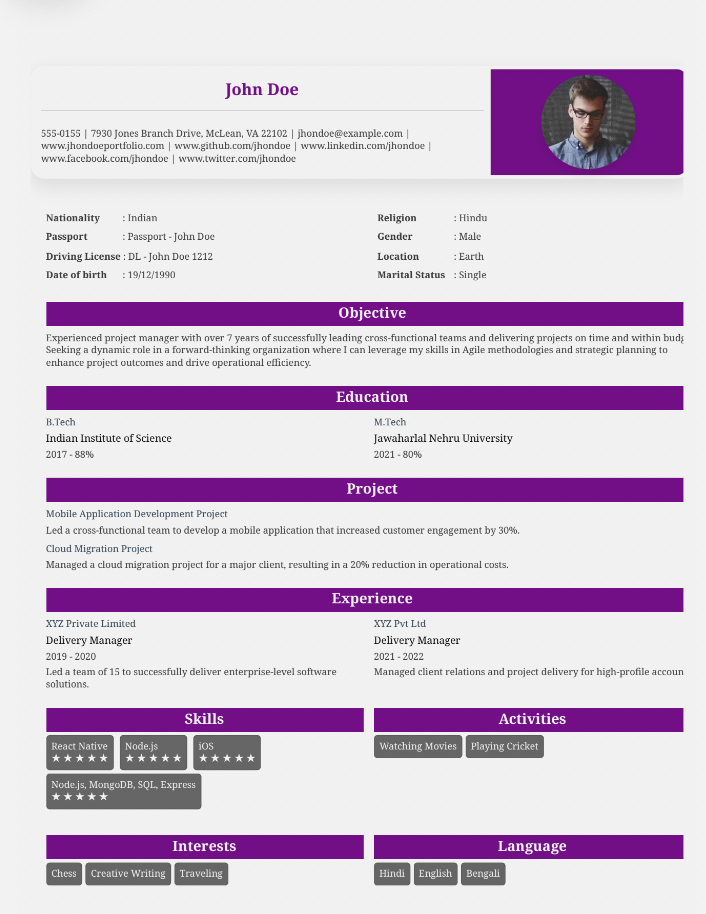 John Doe
555-0155 | 7930 Jones Branch Drive, McLean, VA 22102 | jhondoe@example.com |
www.jhondoeportfolio.com | www.github.com/jhondoe | www.linkedin.com/jhondoe |
www.facebook.com/jhondoe | www.twitter.com/jhondoe
Nationality : Indian
Religion : Hindu
Passport : Passport - John Doe
Gender : Male
Driving License : DL - John Doe 1212
Location : Earth
Date of birth : 19/12/1990
Marital Status : Single
Objective
Experienced project manager with over 7 years of successfully leading cross-functional teams and delivering projects on time and within
Seeking a dynamic role in a forward-thinking organization where I can leverage my skills in Agile methodologies and strategic planning to
enhance project outcomes and drive operational efficiency.
Education
B.Tech
Indian Institute of Science
2017 - 88%
M.Tech
Jawaharlal Nehru University
2021 - 80%
Project
Mobile Application Development Project
Led a cross-functional team to develop a mobile application that increased customer engagement by 30%.
Cloud Migration Project
Managed a cloud migration project for a major client, resulting in a 20% reduction in operational costs.
Experience
XYZ Private Limited
Delivery Manager
2019 - 2020
Led a team of 15 to successfully deliver enterprise-level software
solutions.
XYZ Pvt Ltd
Delivery Manager
2021 - 2022
Managed client relations and project delivery for high-profile accoun
Skills
React Native
★★★★★
Node.js
★★★★★
iOS
★★★★★
Node.js, MongoDB, SQL, Express
★★★★★
Activities
Watching Movies
Playing Cricket
Interests
Chess
Creative Writing
Traveling
Language
Hindi
English
Bengali